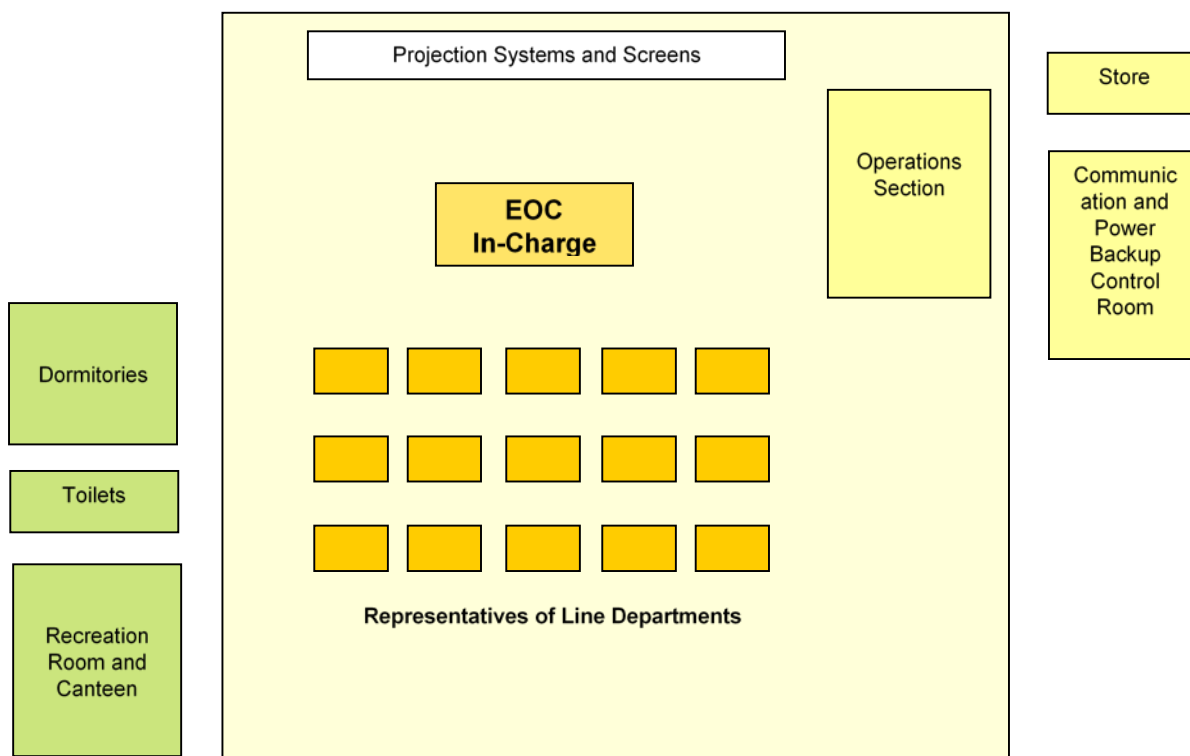 Projection Systems and Screens
Store
Operations
Section
Communic
ation and
Power
Backup
Control
Room
EOC
In-Charge
Dormitories
Toilets
Recreation
Room and
Canteen
Representatives of Line Departments